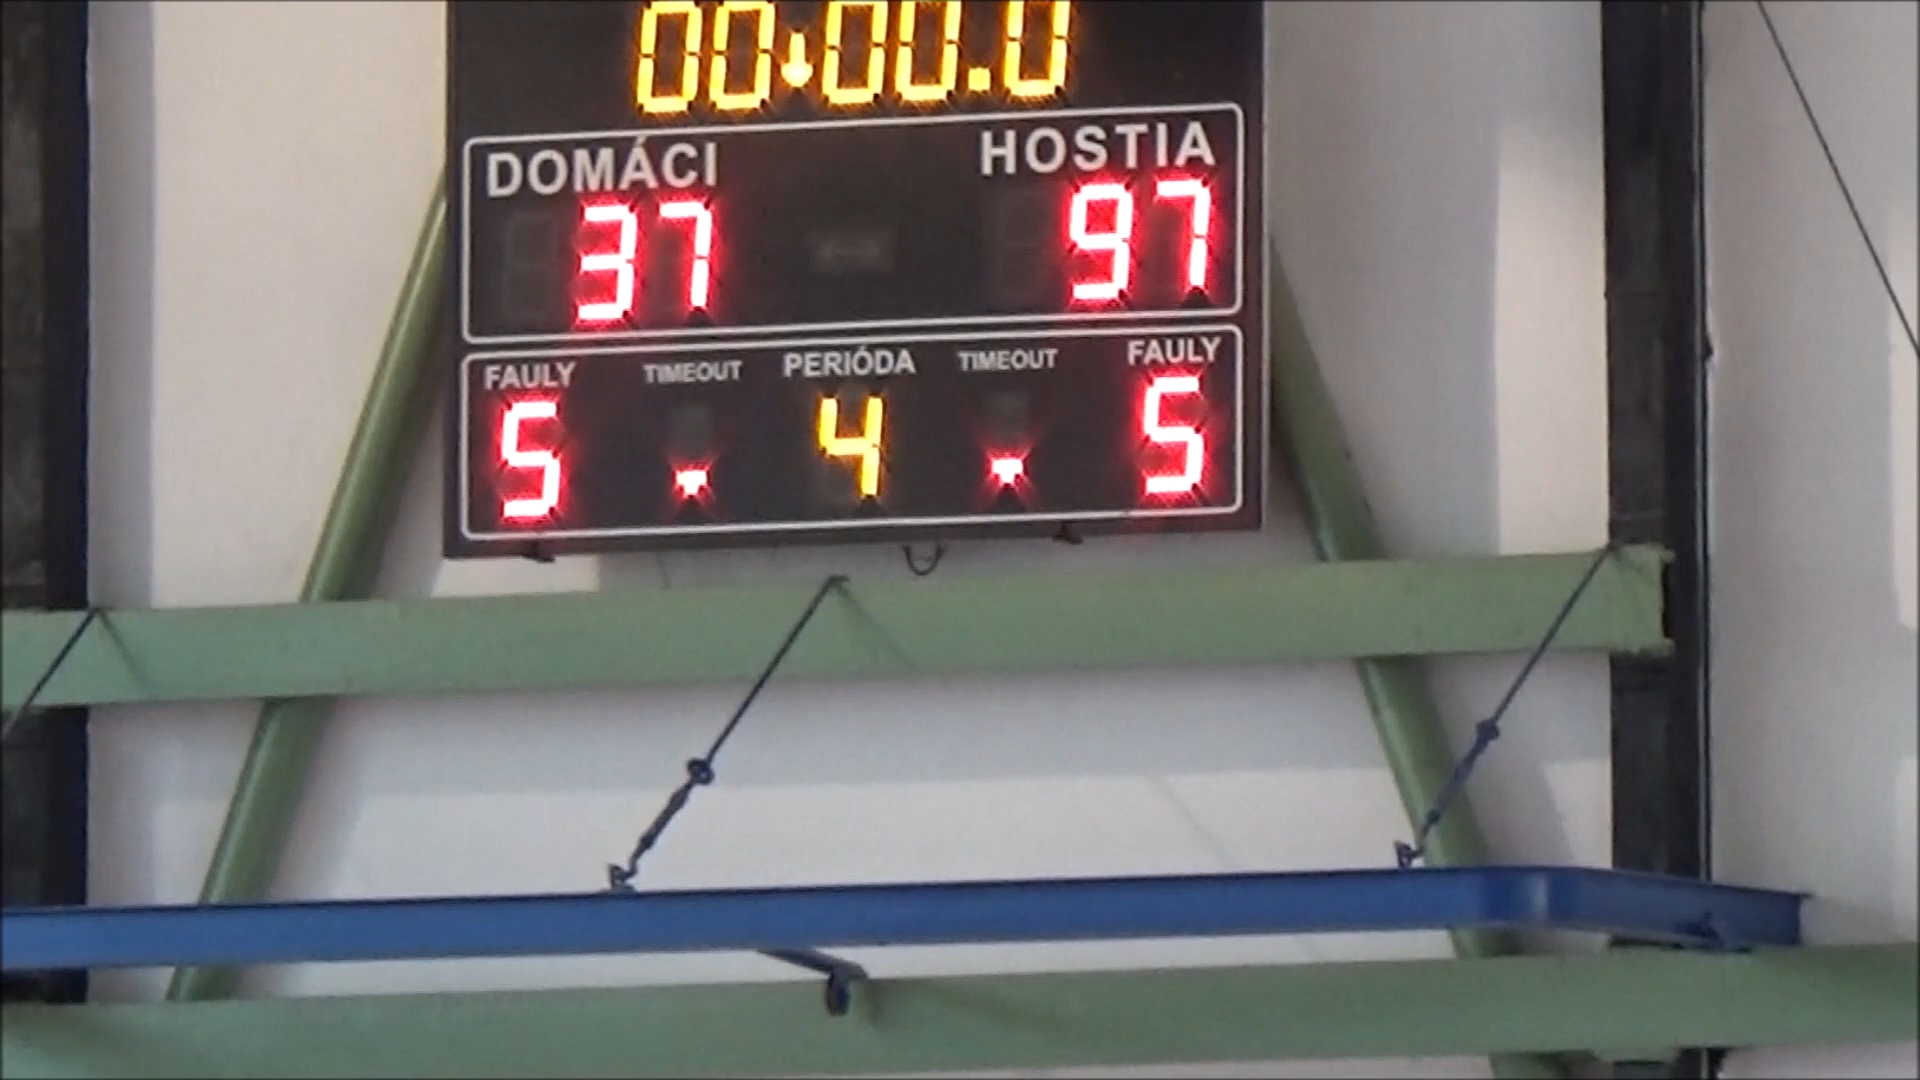 00:00.0
DOMÁCI HOSTIA
37 97
FAULY TIMEOUT PERIÓDA TIMEOUT FAULY
5 4 5